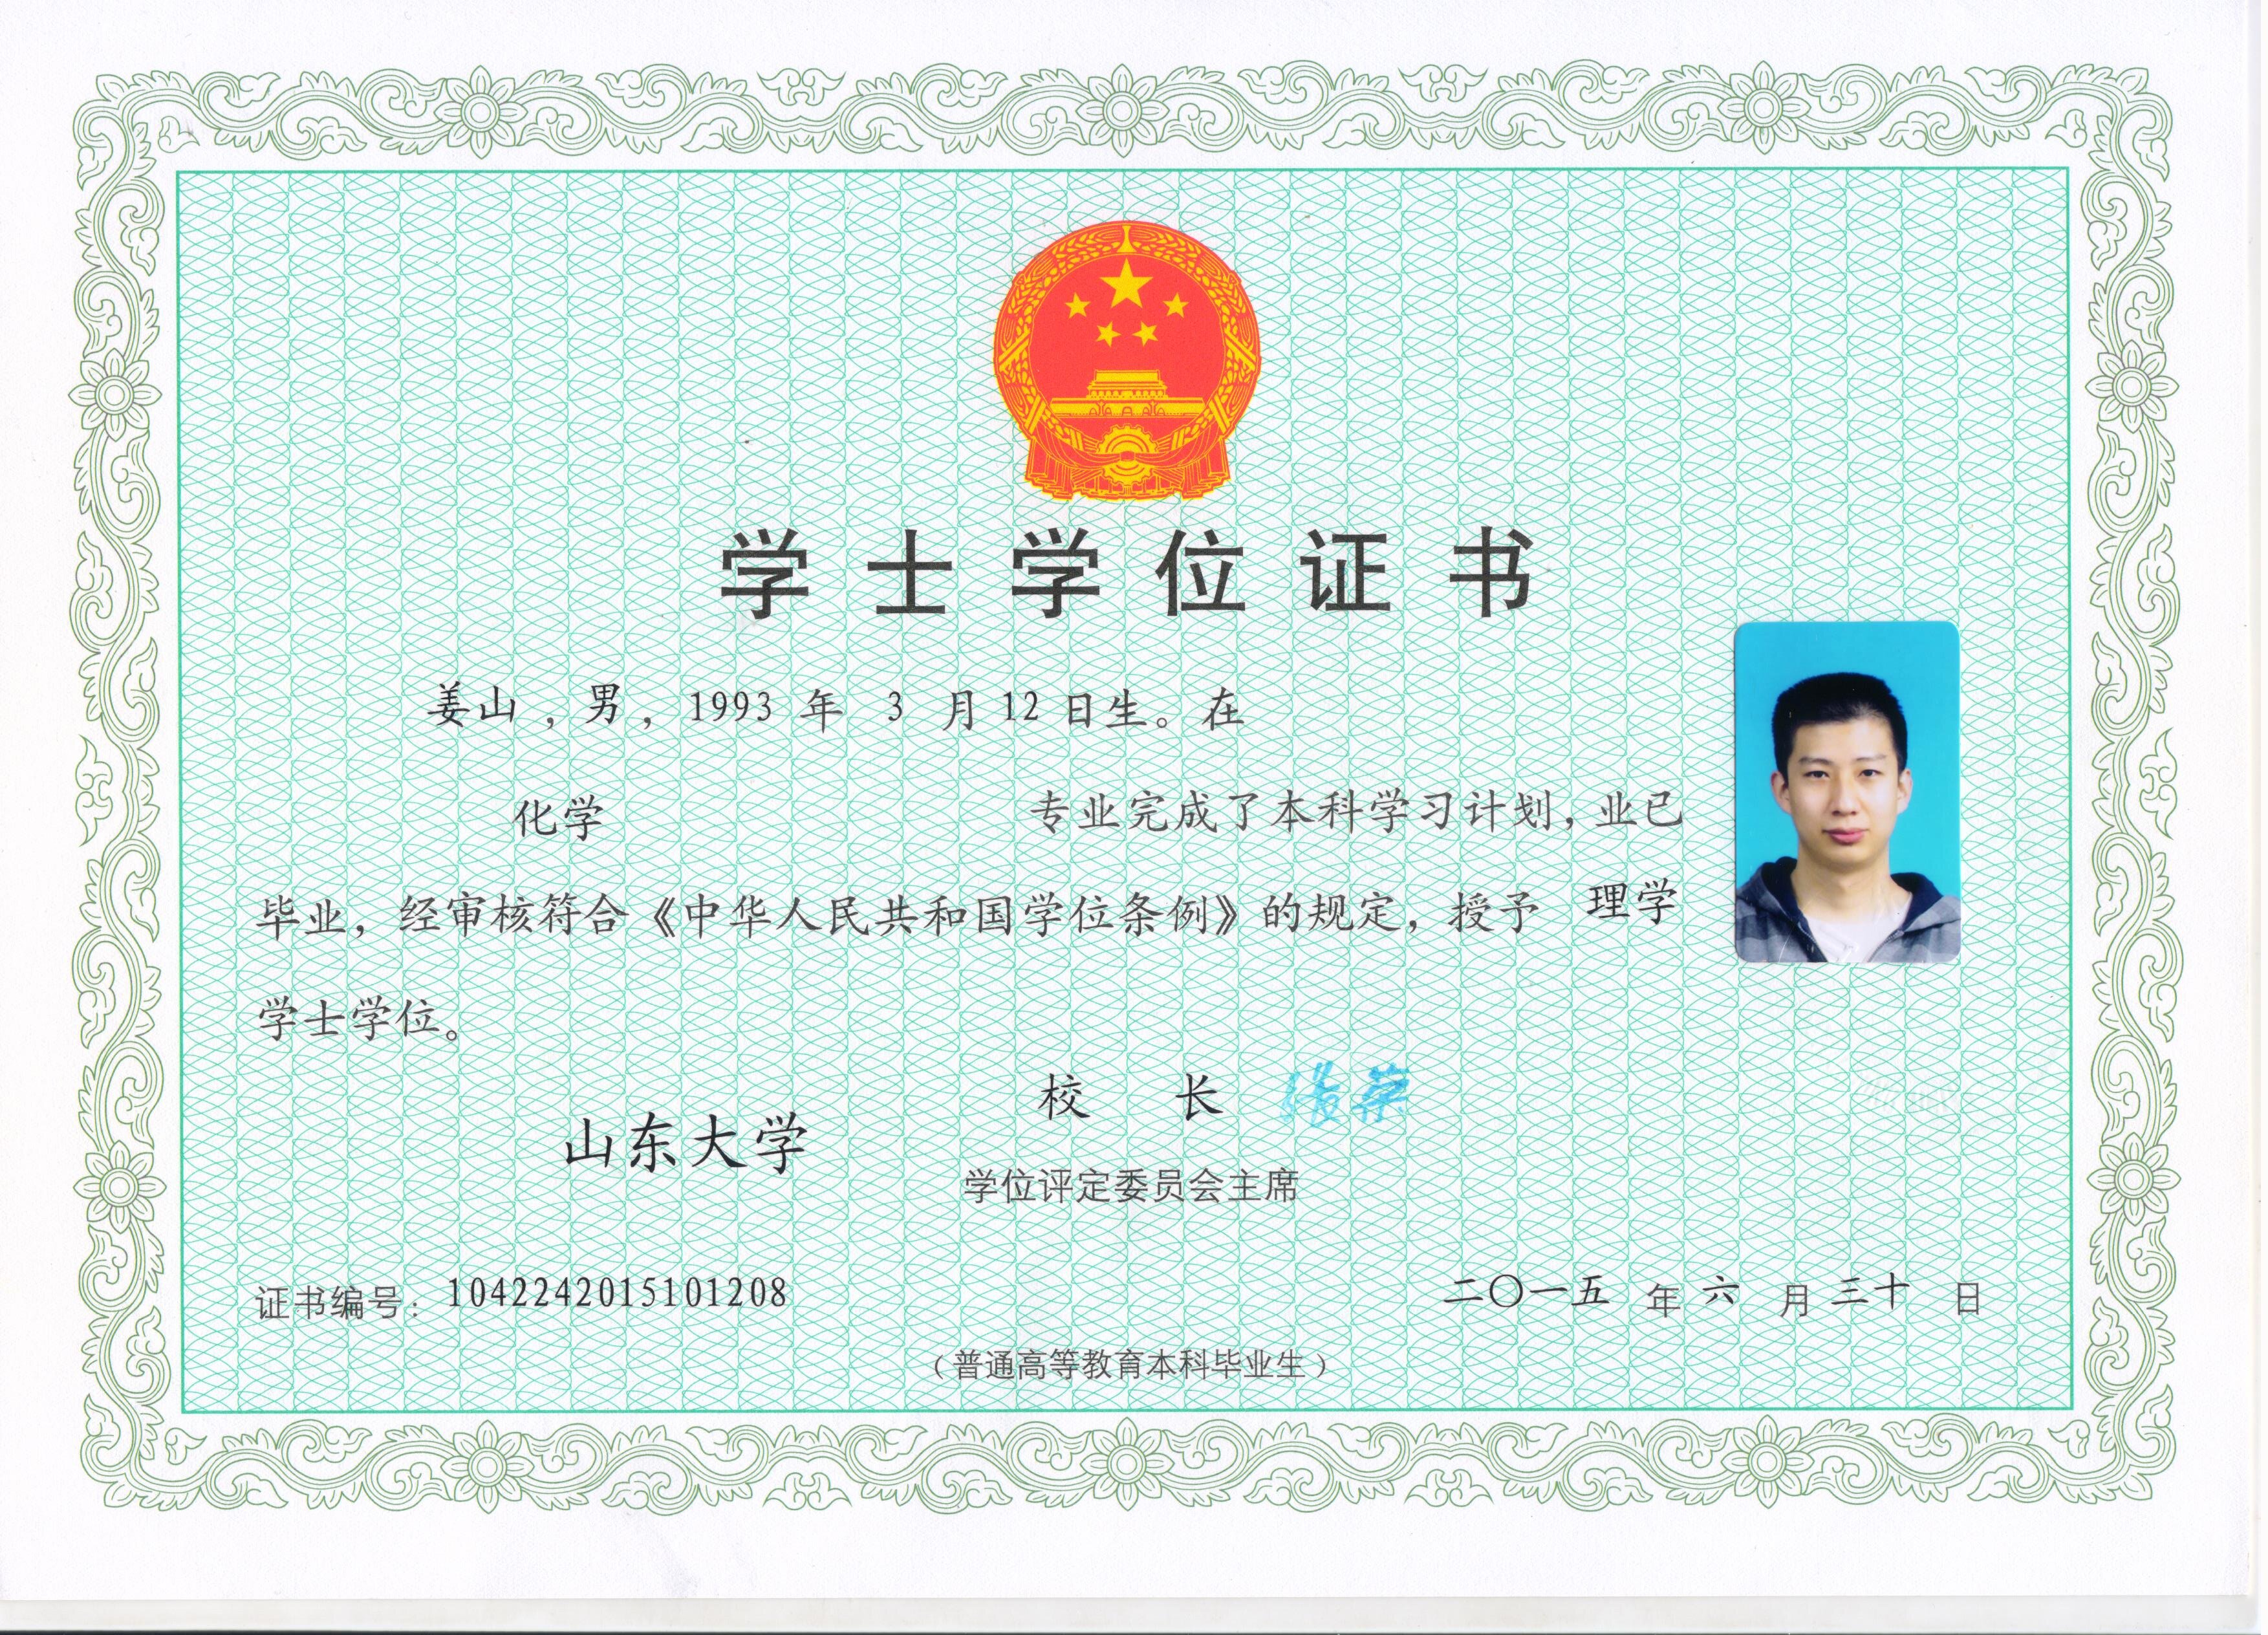 学士学位证书
姜山，男，1993 年 3 月 12 日生。在
化学 专业完成了本科学习计划，业已
毕业，经审核符合《中华人民共和国学位条例》的规定，授予 理学
学士学位。
校 长 张荣
山东大学
学位评定委员会主席
证书编号：1042242015101208
二〇一五 年 六 月 三十 日
（普通高等教育本科毕业生）